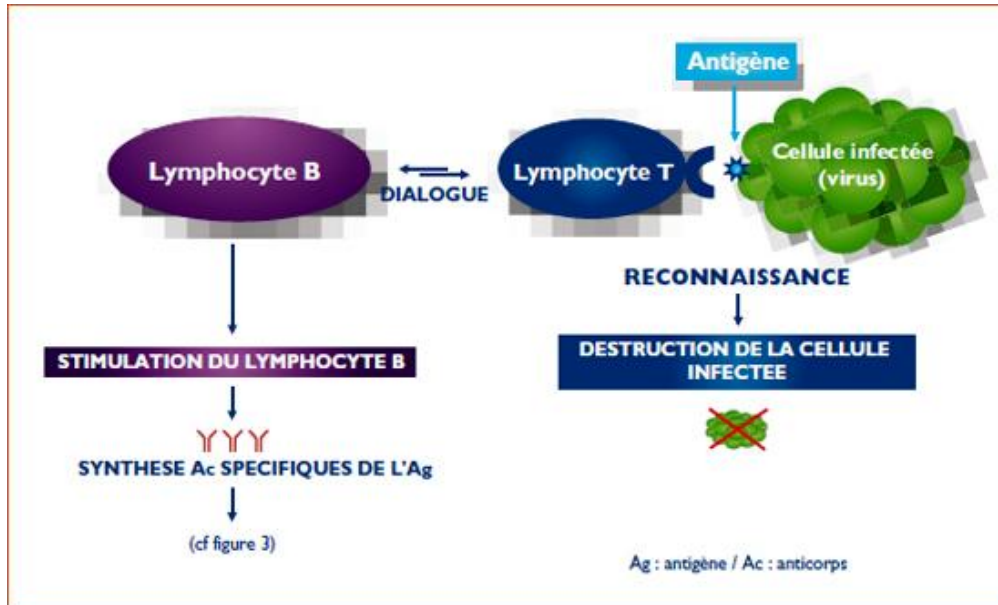 Antigène
Lymphocyte B
DIALOGUE
Lymphocyte T
Cellule infectée
(virus)
RECONNAISSANCE
STIMULATION DU LYMPHOCYTE B
DESTRUCTION DE LA CELLULE
INFECTEE
SYNTHESE Ac SPECIFIQUES DE L'Ag
(cf figure 3)
Ag : antigène / Ac : anticorps